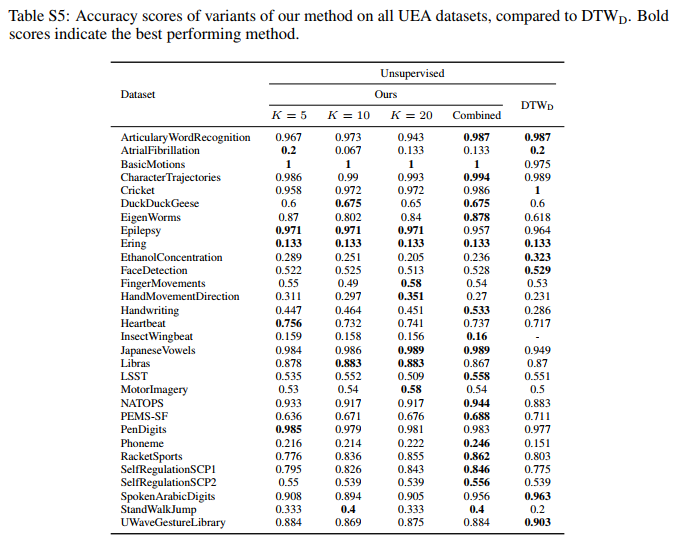 Table S5: Accuracy scores of variants of our method on all UEA datasets, compared to DTW_D. Bold
scores indicate the best performing method.
Unsupervised
Dataset Ours
DTW_D
K = 5 K = 10 K = 20 Combined
ArticularyWordRecognition 0.967 0.973 0.943 0.987 0.987
AtrialFibrillation 0.2 0.067 0.133 0.133 0.2
BasicMotions 1 1 1 1 0.975
CharacterTrajectories 0.986 0.99 0.993 0.994 0.989
Cricket 0.958 0.972 0.972 0.986 1
DuckDuckGeese 0.6 0.675 0.65 0.675 0.6
EigenWorms 0.87 0.802 0.84 0.878 0.618
Epilepsy 0.971 0.971 0.971 0.957 0.964
Ering 0.133 0.133 0.133 0.133 0.133
EthanolConcentration 0.289 0.251 0.205 0.236 0.323
FaceDetection 0.522 0.525 0.513 0.528 0.529
FingerMovements 0.55 0.49 0.58 0.54 0.53
HandMovementDirection 0.311 0.297 0.351 0.27 0.231
Handwriting 0.447 0.464 0.451 0.533 0.286
Heartbeat 0.756 0.732 0.741 0.737 0.717
InsectWingbeat 0.159 0.158 0.156 0.16 -
JapaneseVowels 0.984 0.986 0.989 0.989 0.949
Libras 0.878 0.883 0.883 0.867 0.87
LSST 0.535 0.552 0.509 0.558 0.551
MotorImagery 0.53 0.54 0.58 0.54 0.5
NATOPS 0.933 0.917 0.917 0.944 0.883
PEMS-SF 0.636 0.671 0.676 0.688 0.711
PenDigits 0.985 0.979 0.981 0.983 0.977
Phoneme 0.216 0.214 0.222 0.246 0.151
RacketSports 0.776 0.836 0.855 0.862 0.803
SelfRegulationSCP1 0.795 0.826 0.843 0.846 0.775
SelfRegulationSCP2 0.55 0.539 0.539 0.556 0.539
SpokenArabicDigits 0.908 0.894 0.905 0.956 0.963
StandWalkJump 0.333 0.4 0.333 0.4 0.2
UWaveGestureLibrary 0.884 0.869 0.875 0.884 0.903